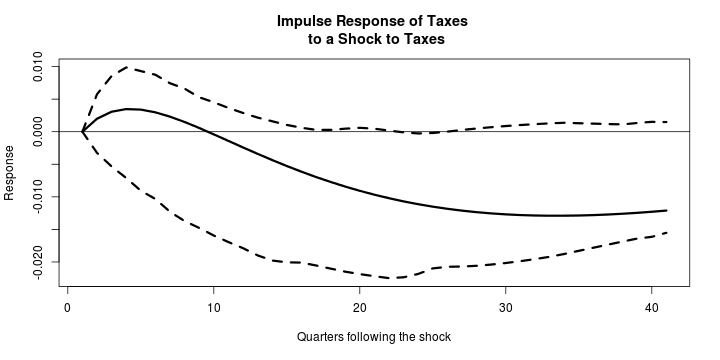 Impulse Response of Taxes
to a Shock to Taxes
Response
0.010
0.000
-0.010
-0.020
0 10 20 30 40
Quarters following the shock